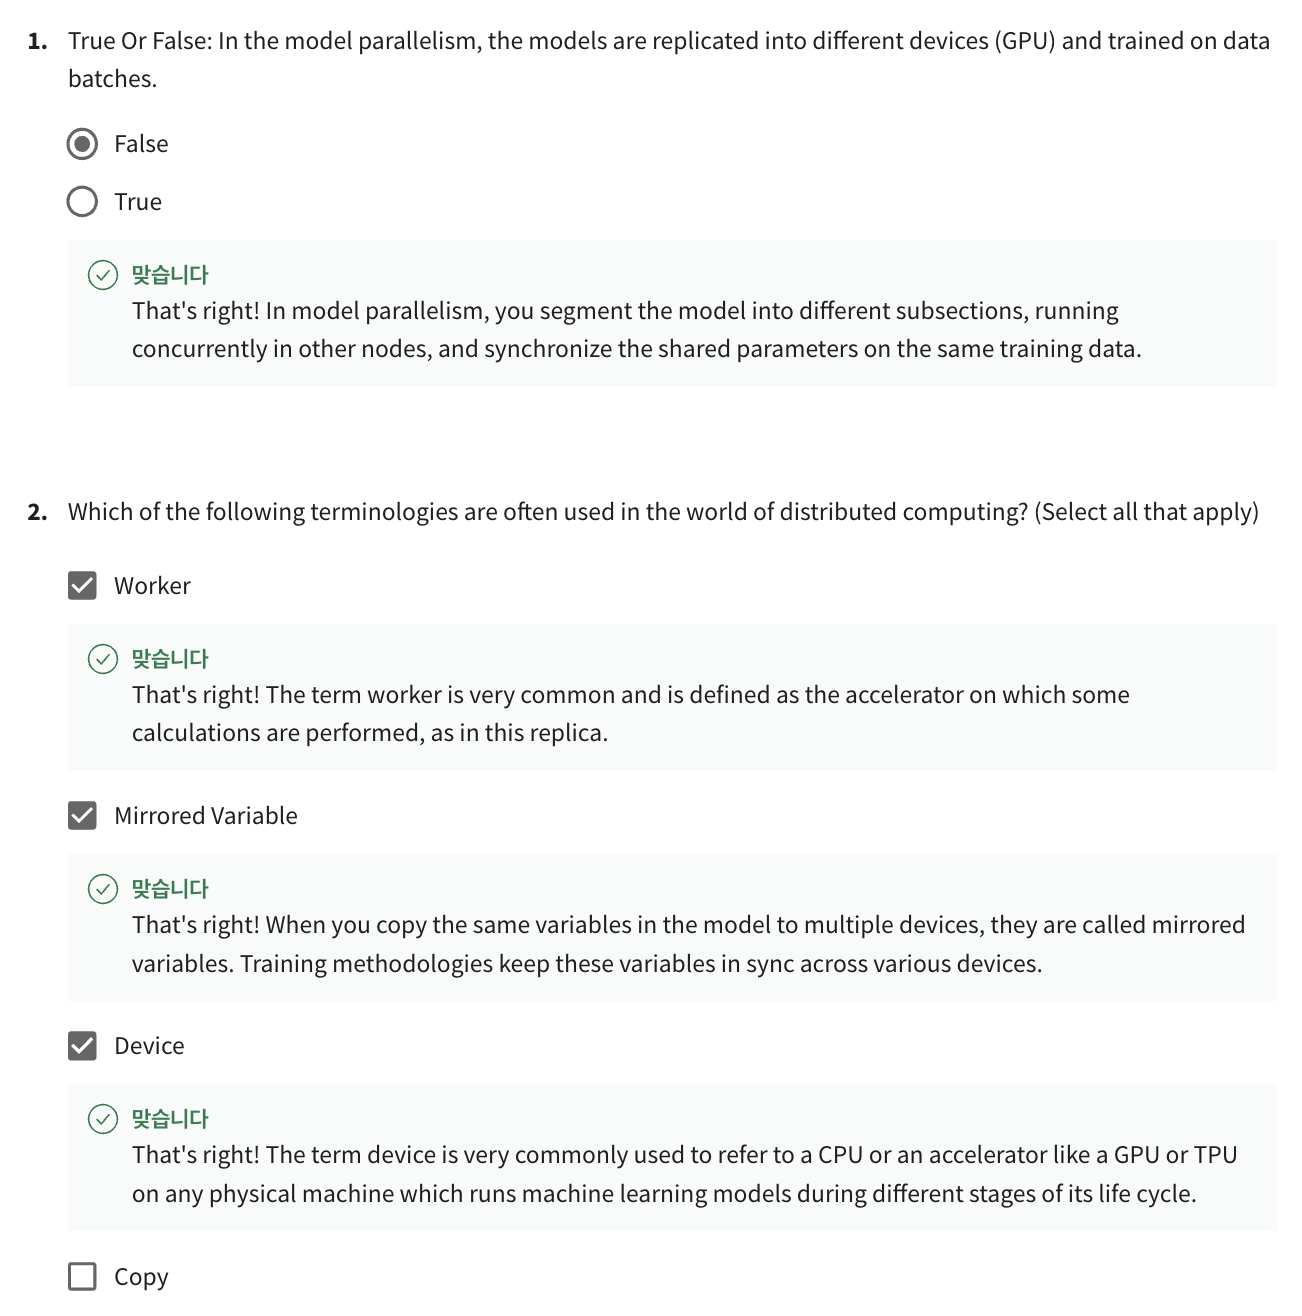 1. True Or False: In the model parallelism, the models are replicated into different devices (GPU) and trained on data
batches.
False
True
맞습니다
That's right! In model parallelism, you segment the model into different subsections, running
concurrently in other nodes, and synchronize the shared parameters on the same training data.
2. Which of the following terminologies are often used in the world of distributed computing? (Select all that apply)
Worker
맞습니다
That's right! The term worker is very common and is defined as the accelerator on which some
calculations are performed, as in this replica.
Mirrored Variable
맞습니다
That's right! When you copy the same variables in the model to multiple devices, they are called mirrored
variables. Training methodologies keep these variables in sync across various devices.
Device
맞습니다
That's right! The term device is very commonly used to refer to a CPU or an accelerator like a GPU or TPU
on any physical machine which runs machine learning models during different stages of its life cycle.
Copy